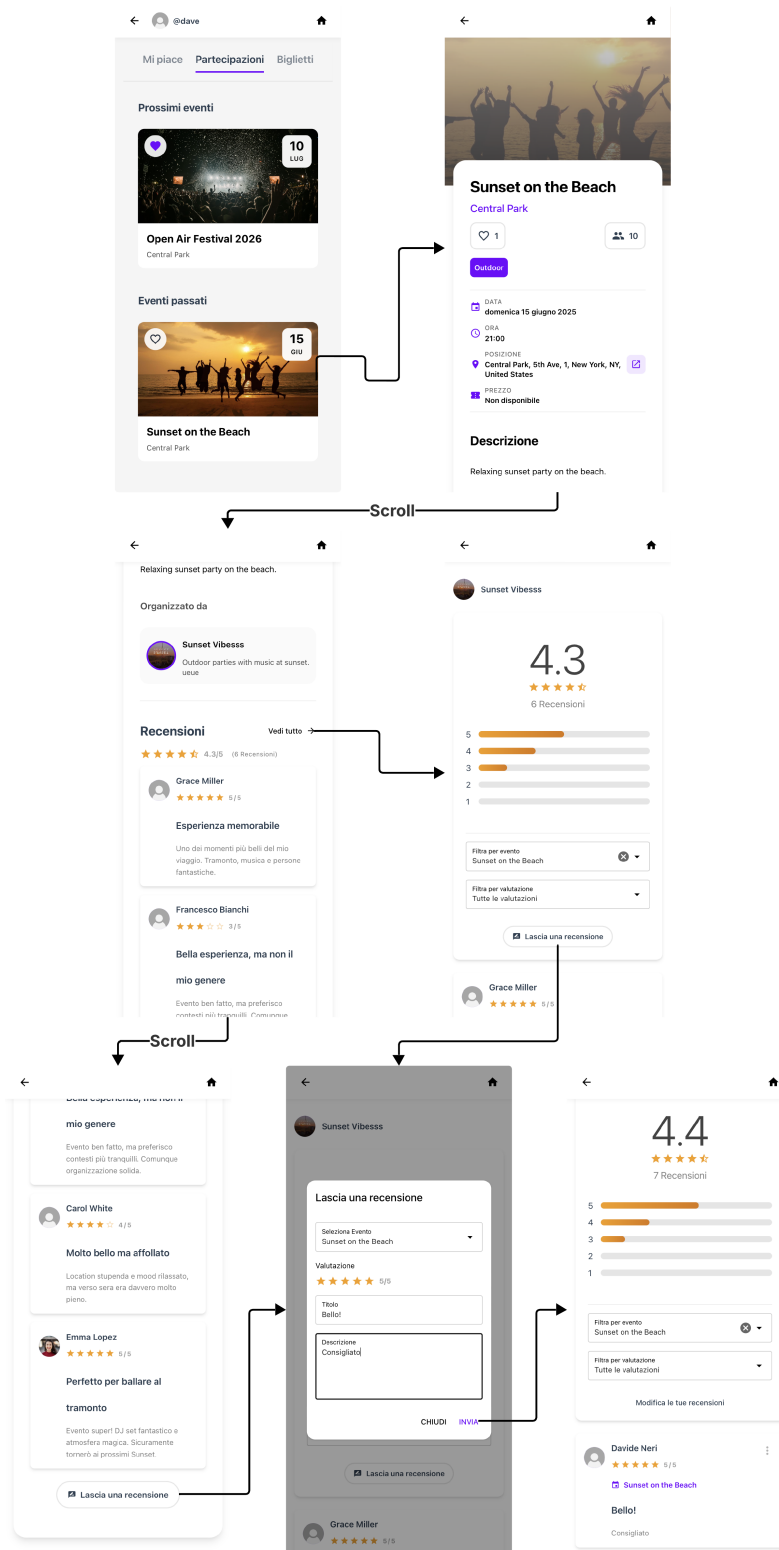 @dave
Mi piace Partecipazioni Biglietti
Prossimi eventi
10
LUG
Open Air Festival 2026
Central Park
Eventi passati
15
GIU
Sunset on the Beach
Central Park
Sunset on the Beach
Central Park
1
10
Outdoor
DATA
domenica 15 giugno 2025
ORA
21:00
POSIZIONE
Central Park, 5th Ave, 1, New York, NY,
United States
PREZZO
Non disponibile
Descrizione
Relaxing sunset party on the beach.
Scroll
Relaxing sunset party on the beach.
Organizzato da
Sunset Vibesss
Outdoor parties with music at sunset.
ueue
Recensioni Vedi tutto
4.3/5 (6 Recensioni)
Grace Miller
5/5
Esperienza memorabile
Uno dei momenti più belli del mio
viaggio. Tramonto, musica e persone
fantastiche.
Francesco Bianchi
3/5
Bella esperienza, ma non il
mio genere
Evento ben fatto, ma preferisco
contesti più tranquilli. Comunque
Sunset Vibesss
4.3
6 Recensioni
5
4
3
2
1
Filtra per evento
Sunset on the Beach
Filtra per valutazione
Tutte le valutazioni
Lascia una recensione
Grace Miller
5/5
Scroll
Bella esperienza, ma non il
mio genere
Evento ben fatto, ma preferisco
contesti più tranquilli. Comunque
organizzazione solida.
Carol White
4/5
Molto bello ma affollato
Location stupenda e mood rilassato,
ma verso sera era davvero molto
pieno.
Emma Lopez
5/5
Perfetto per ballare al
tramonto
Evento super! DJ set fantastico e
atmosfera magica. Sicuramente
tornerò ai prossimi Sunset
Lascia una recensione
Sunset Vibesss
Lascia una recensione
Seleziona Evento
Sunset on the Beach
Valutazione
5/5
Titolo
Bello!
Descrizione
Consigliato
CHIUDI INVIA
Lascia una recensione
Grace Miller
5/5
4.4
7 Recensioni
5
4
3
2
1
Filtra per evento
Sunset on the Beach
Filtra per valutazione
Tutte le valutazioni
Modifica le tue recensioni
Davide Neri
5/5
Sunset on the Beach
Bello!
Consigliato